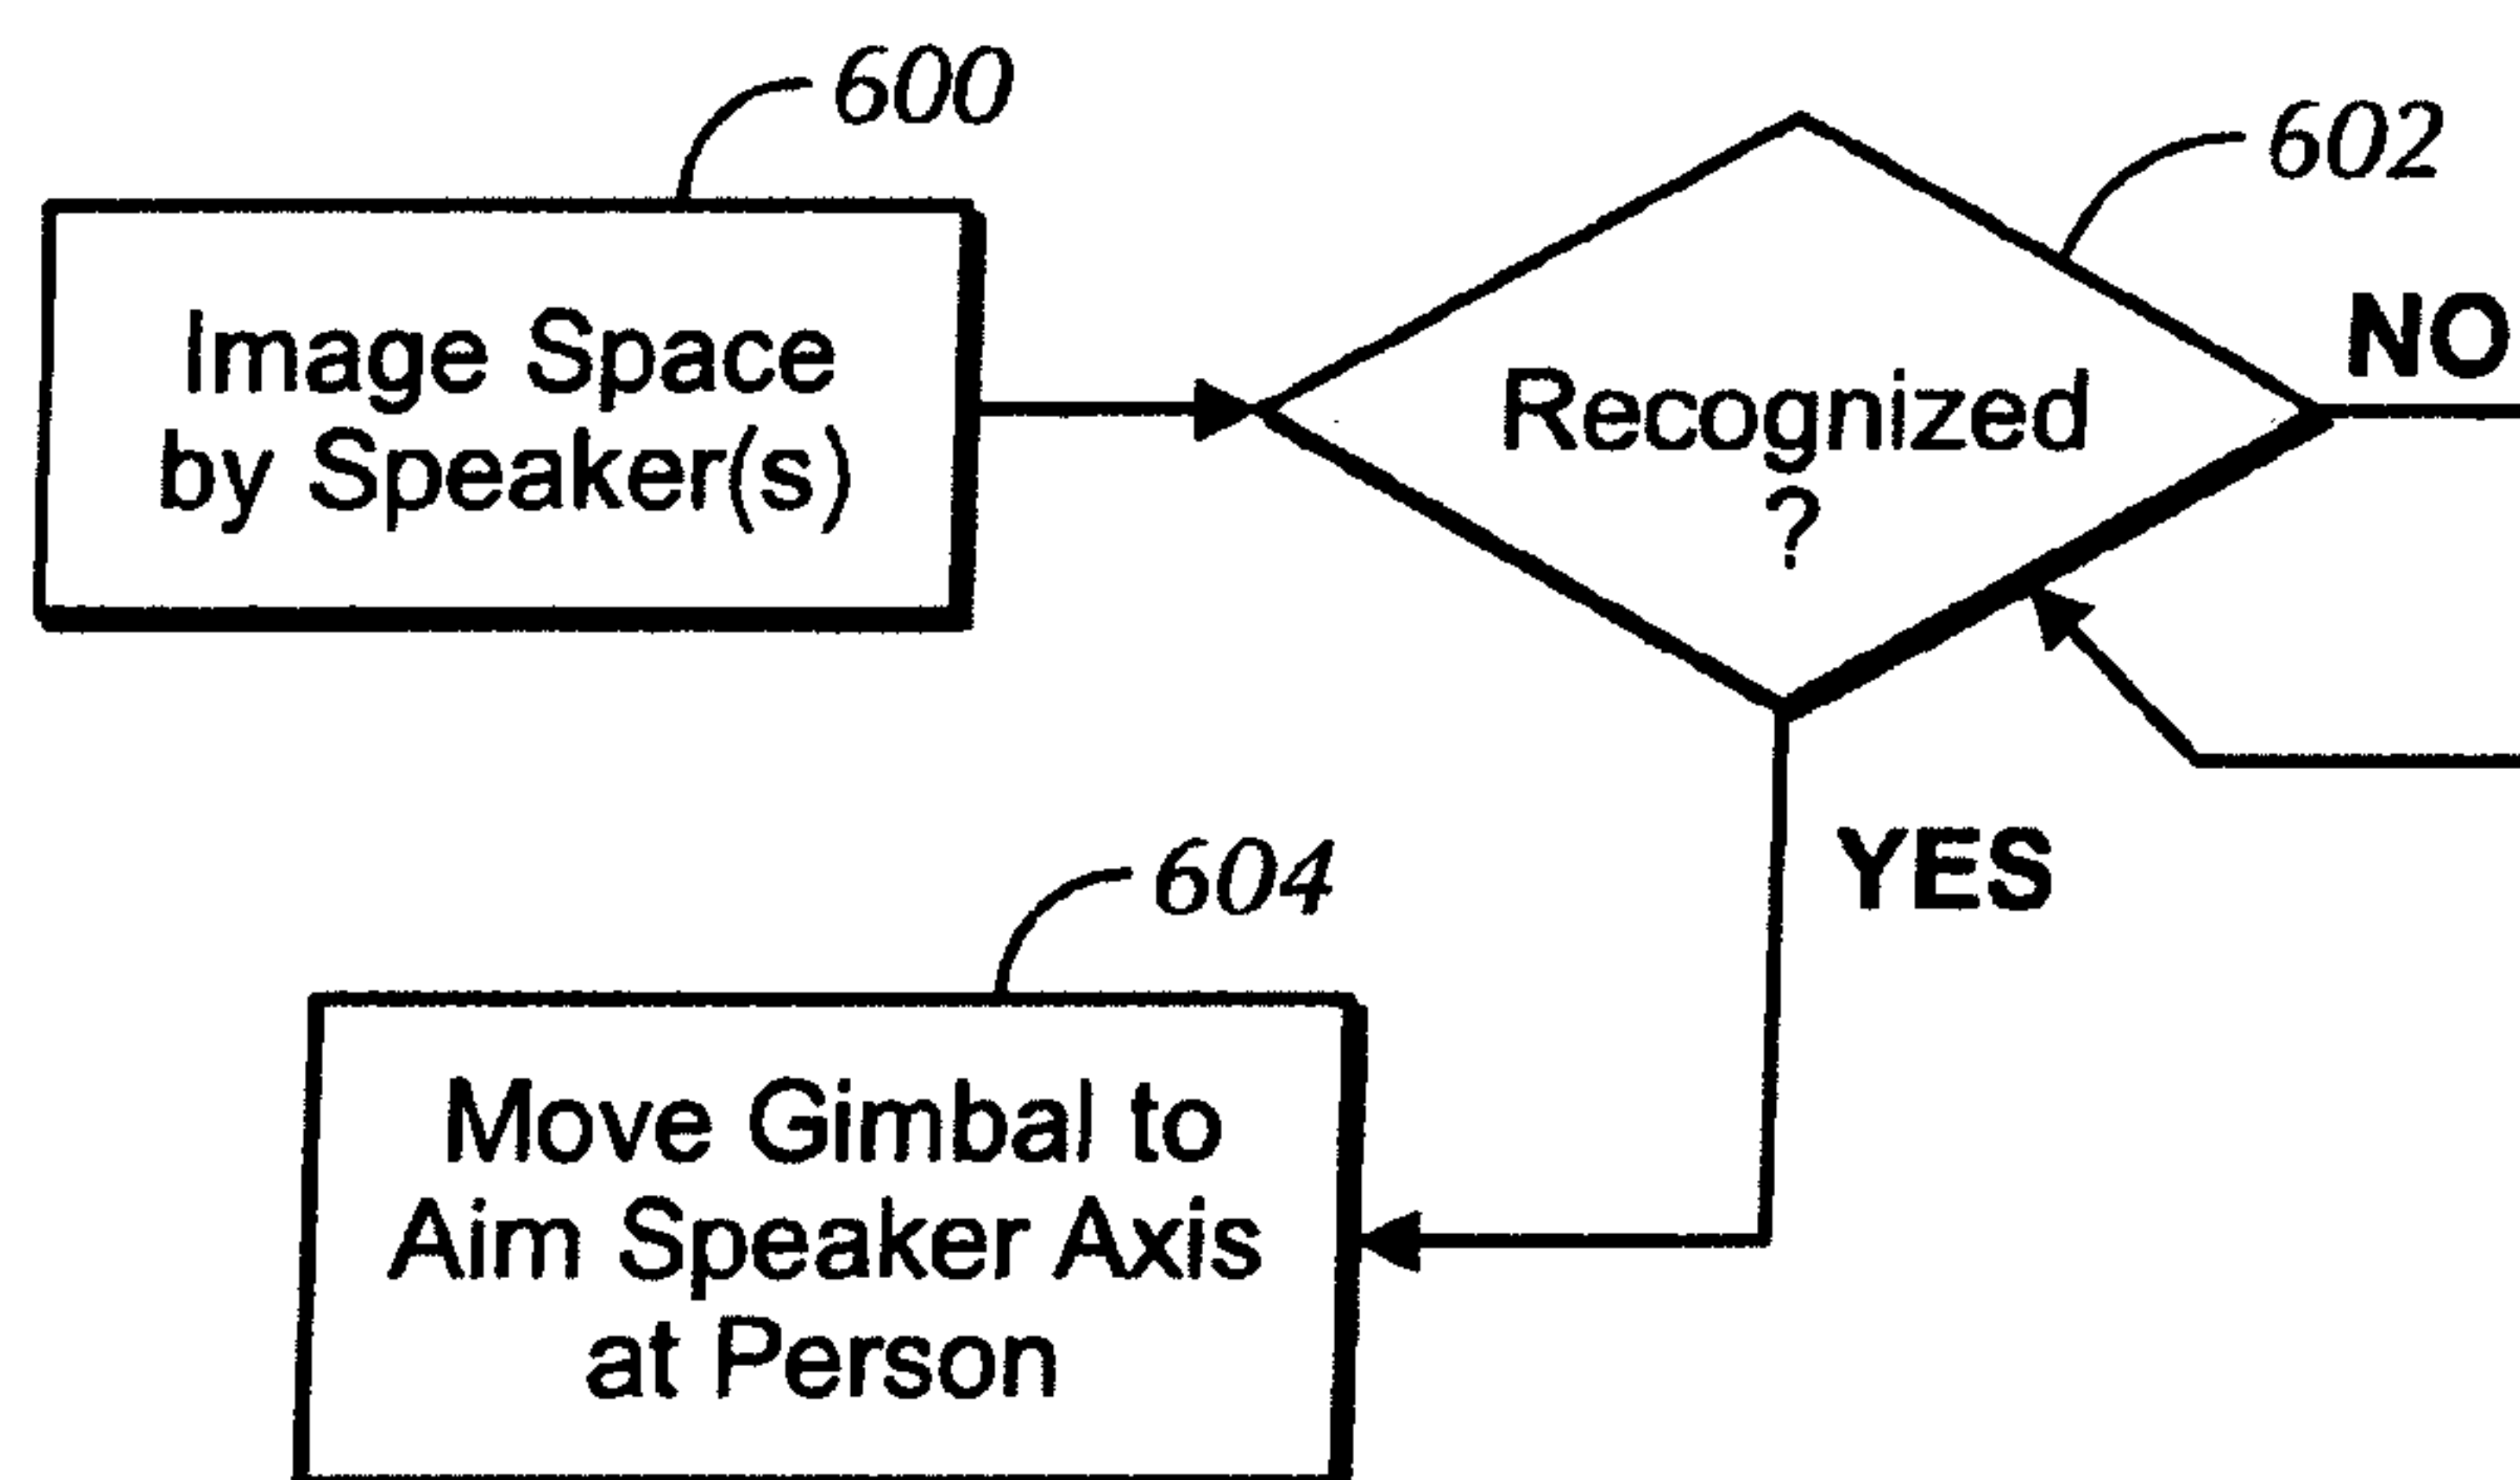 600
Image Space
by Speaker(s)
602
Recognized
?
NO
YES
604
Move Gimbal to
Aim Speaker Axis
at Person